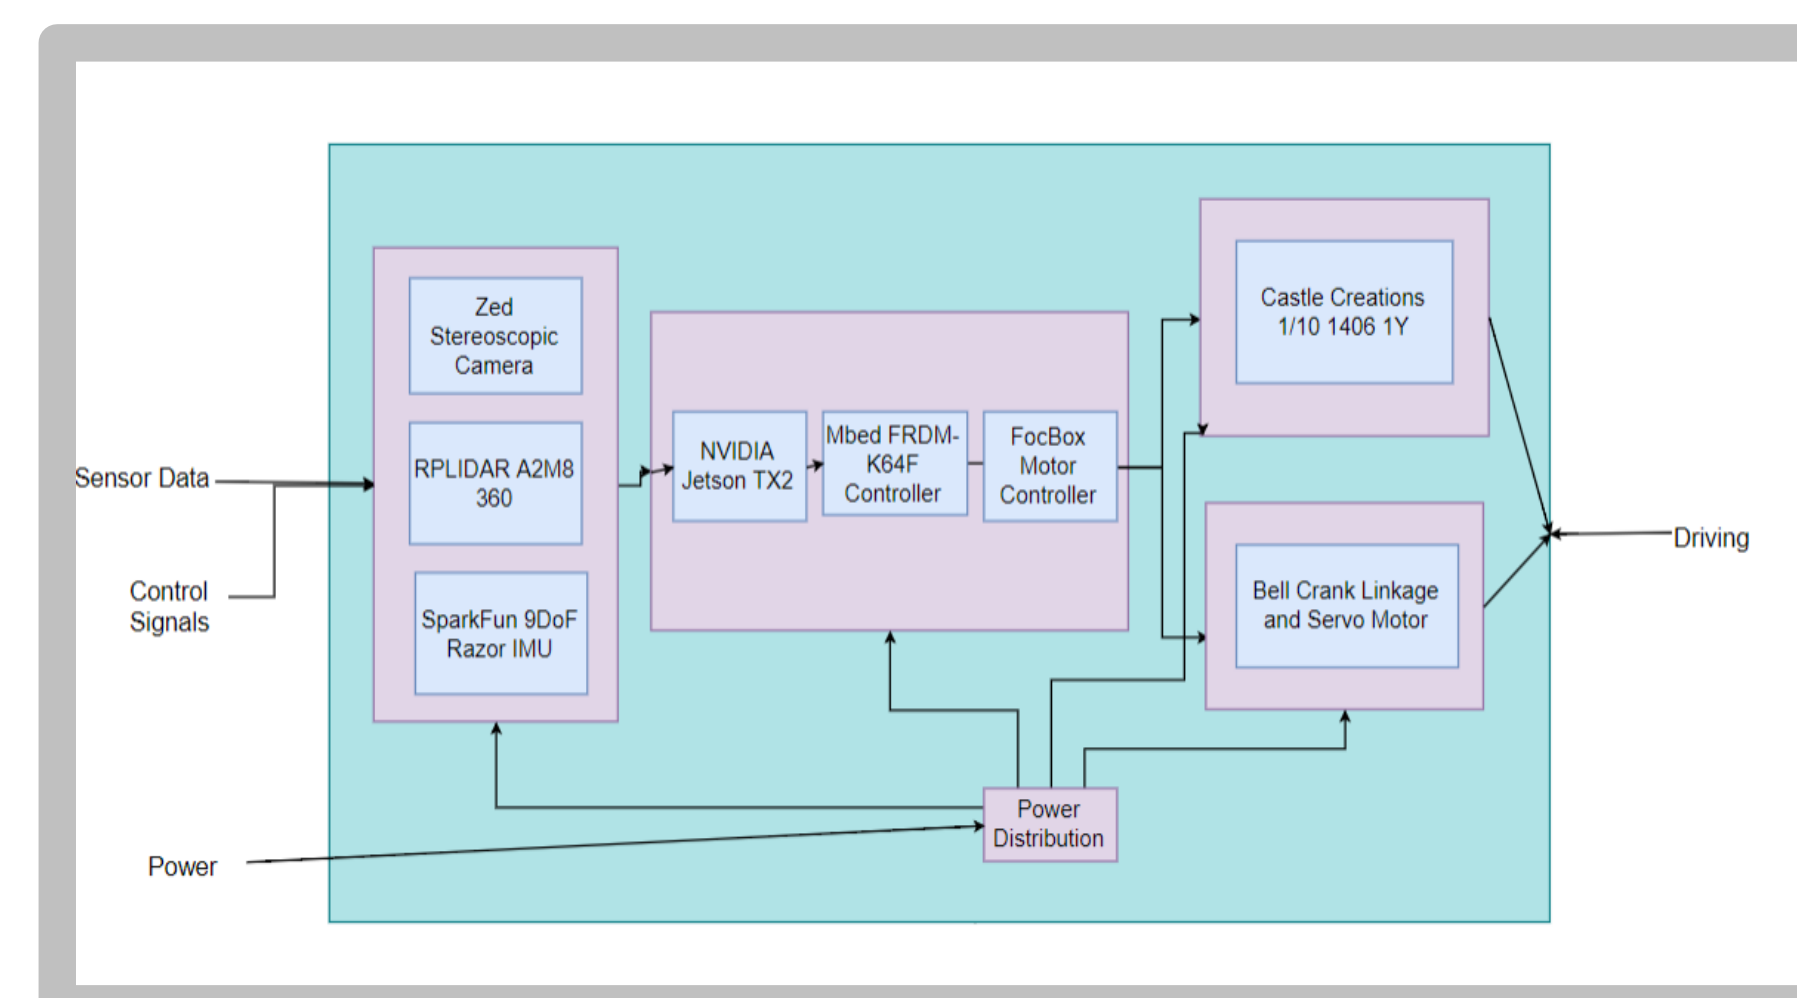 Sensor Data
Control
Signals
Power
Zed
Stereoscopic
Camera
RPLIDAR A2M8
360
SparkFun 9DoF
Razor IMU
NVIDIA
Jetson TX2
Mbed FRDM-
K64F
Controller
FocBox
Motor
Controller
Castle Creations
1/10 1406 1Y
Bell Crank Linkage
and Servo Motor
Power
Distribution
Driving